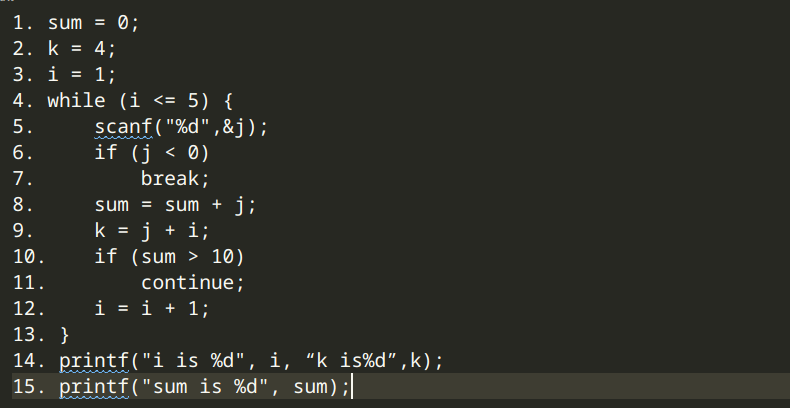 1. sum = 0;
2. k = 4;
3. i = 1;
4. while (i <= 5) {
5.     scanf("%d",&j);
6.     if (j < 0)
7.         break;
8.     sum = sum + j;
9.     k = j + i;
10.    if (sum > 10)
11.        continue;
12.    i = i + 1;
13. }
14. printf("i is %d", i, “k is%d”,k);
15. printf("sum is %d", sum);